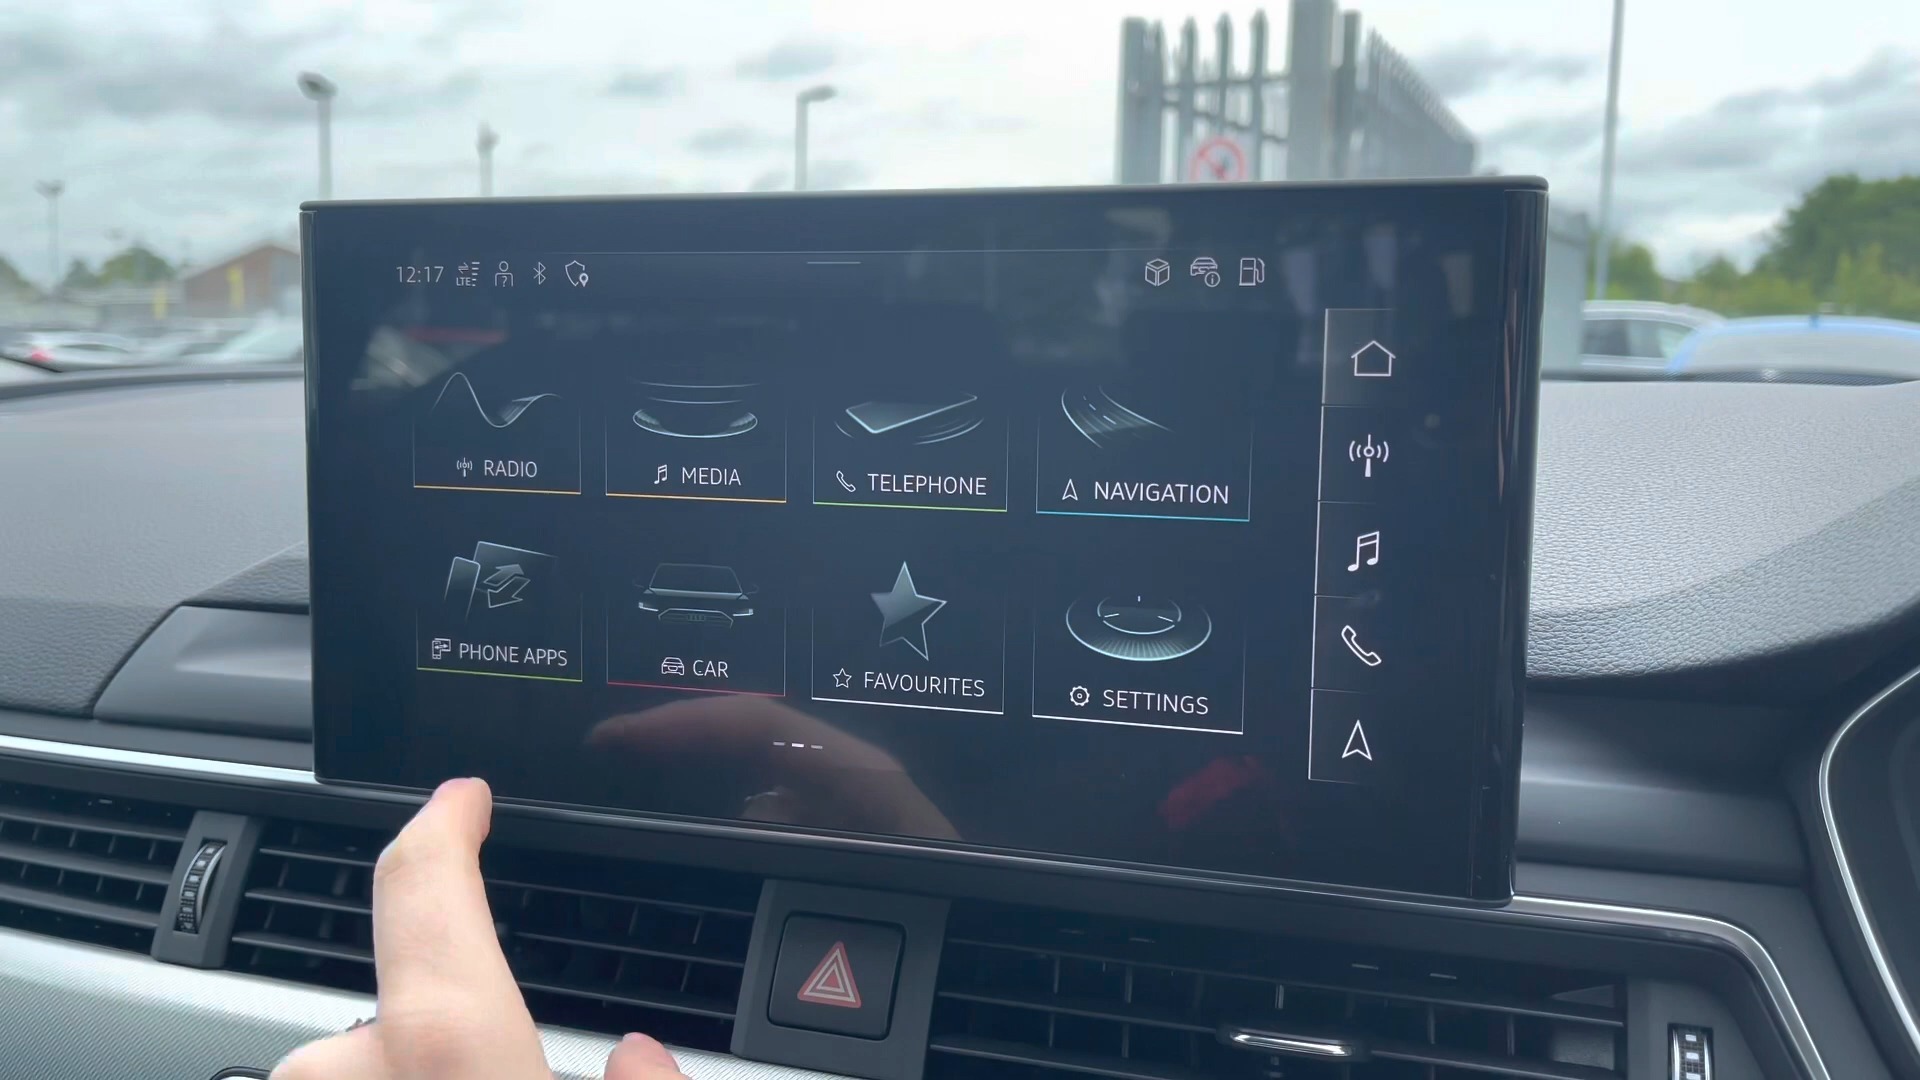 12:17 LTE
RADIO
MEDIA
TELEPHONE
NAVIGATION
PHONE APPS
CAR
FAVOURITES
SETTINGS